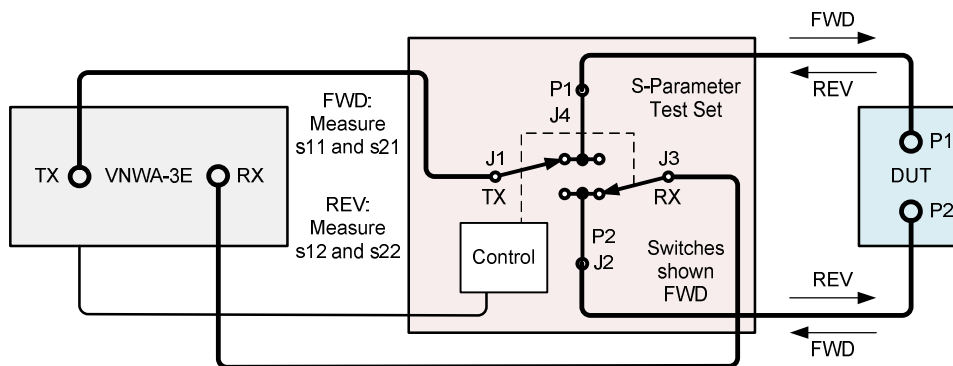 FWD
REV
P1
J4
S-Parameter
Test Set
FWD:
Measure
s11 and s21
J1
TX
J3
RX
TX
VNWA-3E
RX
P1
DUT
P2
REV:
Measure
s12 and s22
Control
P2
J2
Switches
shown
FWD
REV
FWD